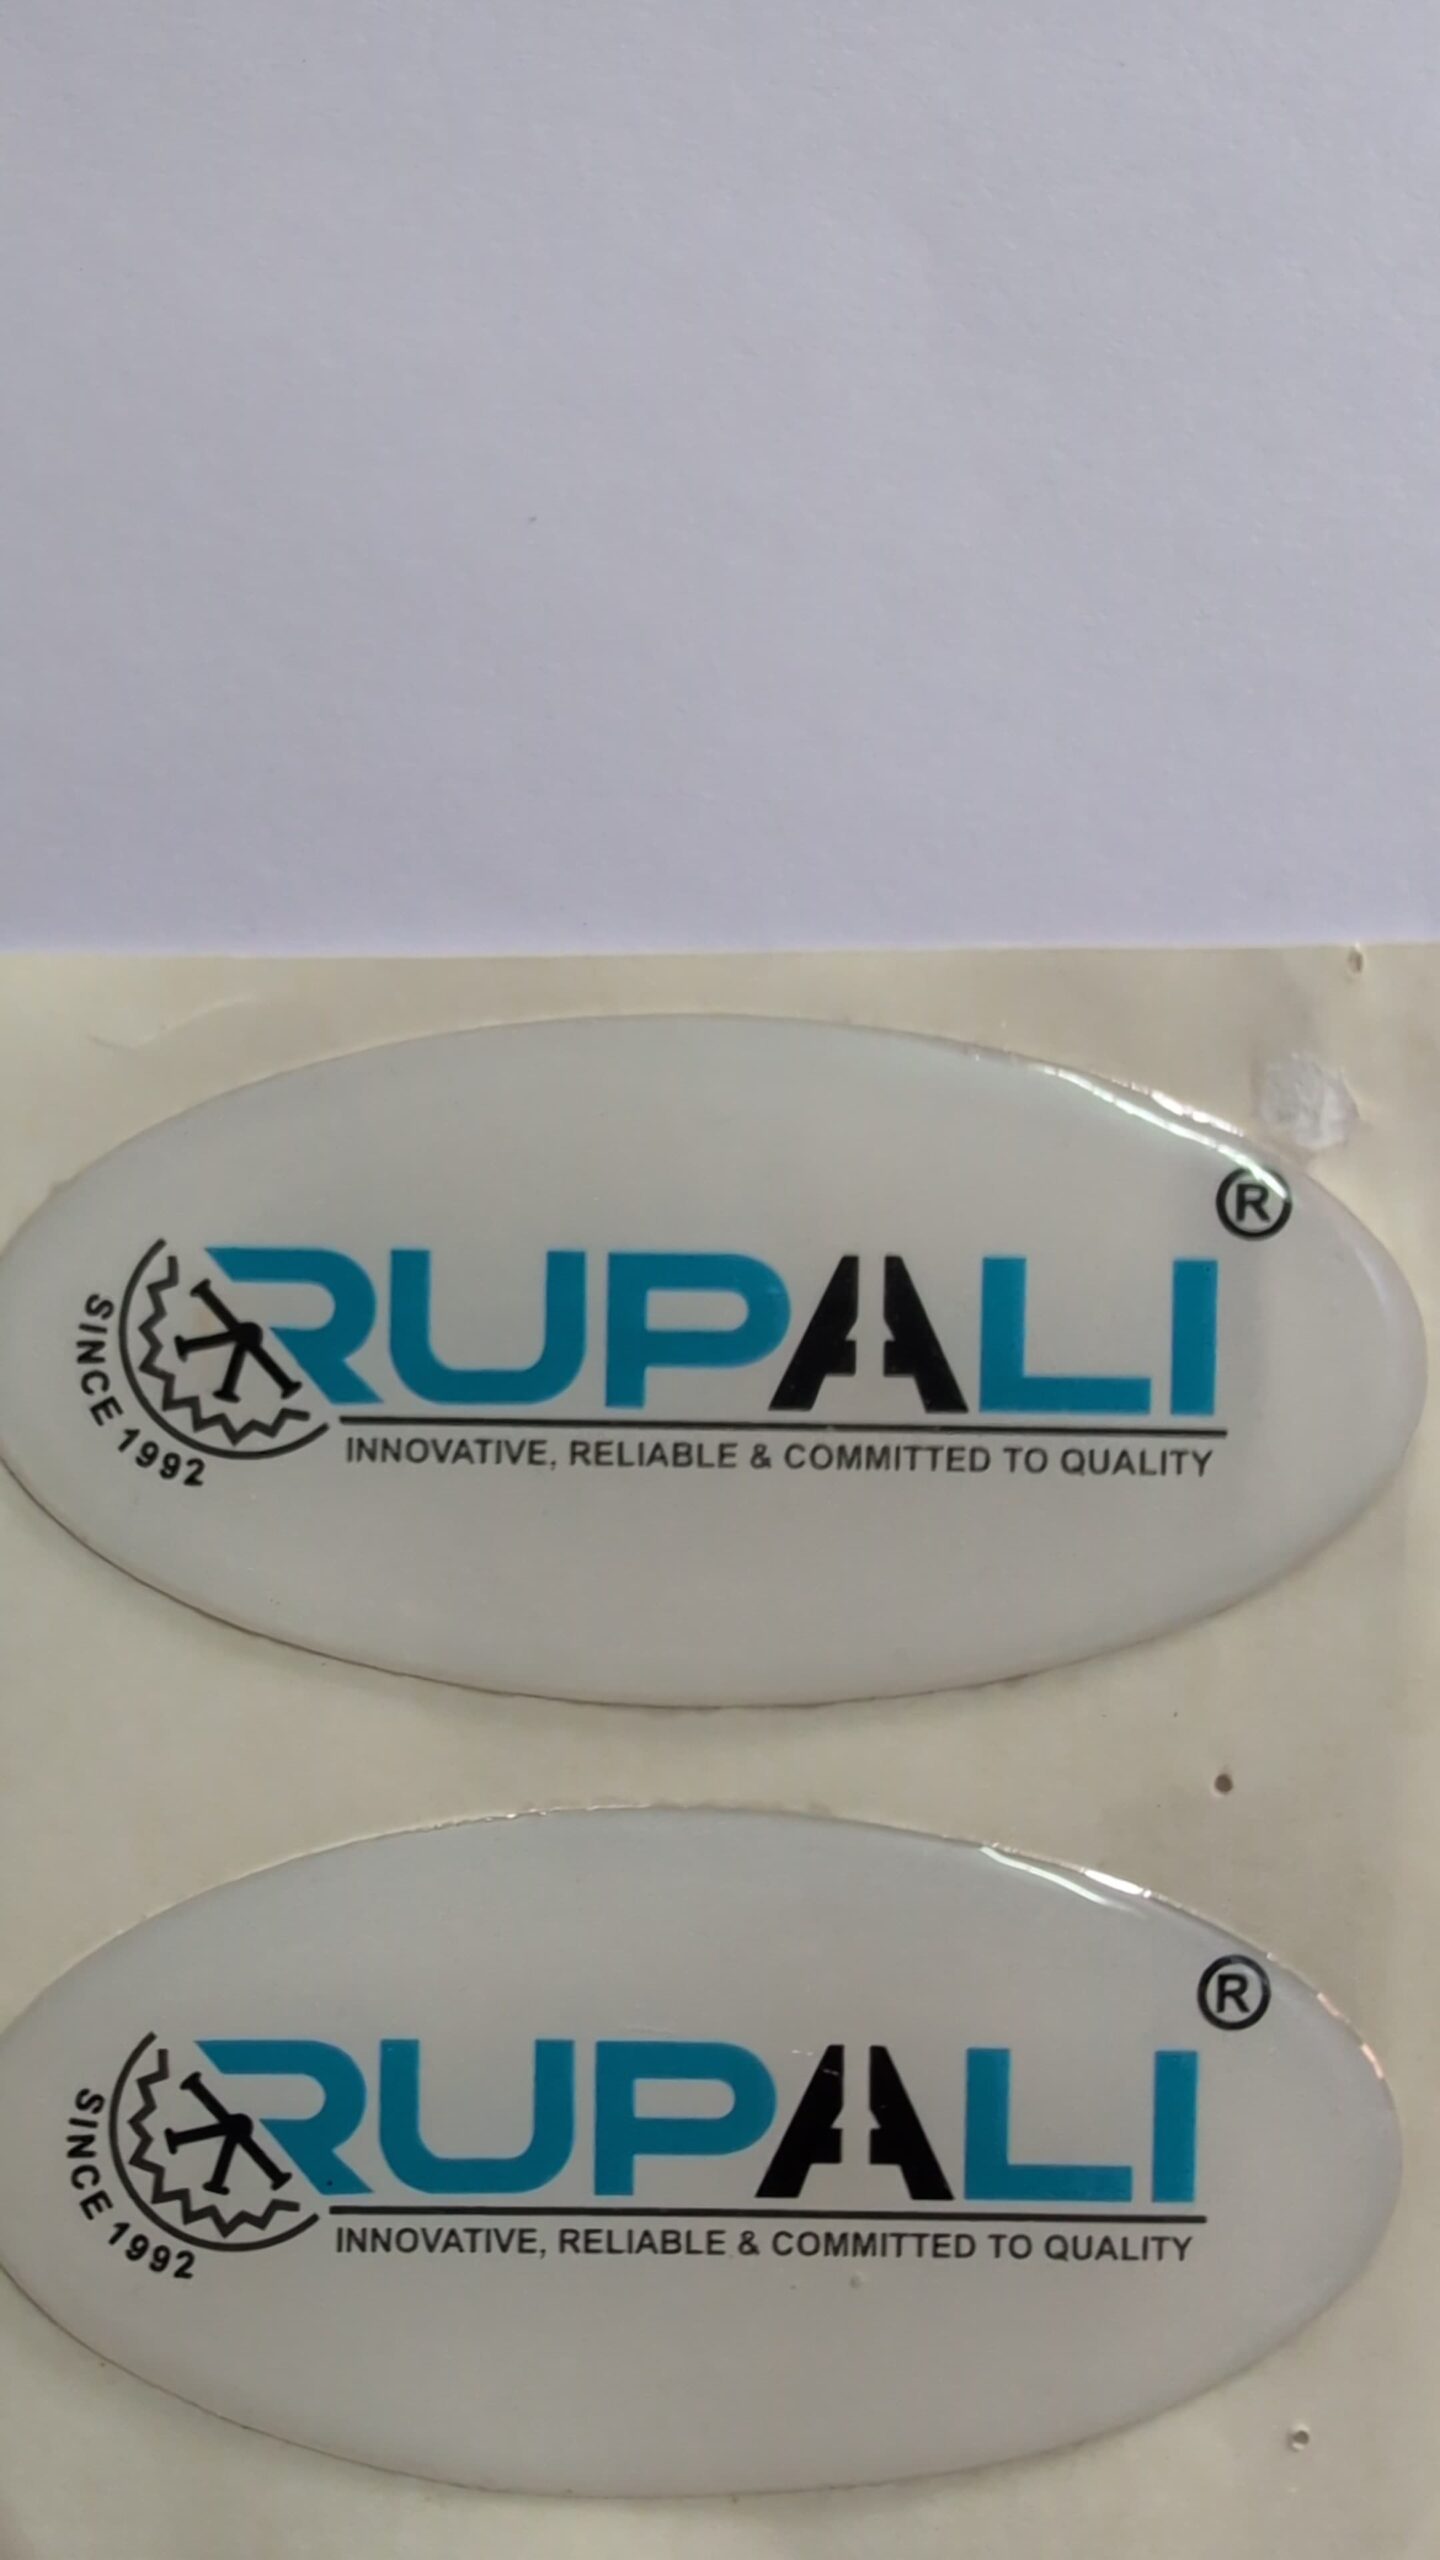 ®
RUPALI
SINCE 1992
INNOVATIVE, RELIABLE & COMMITTED TO QUALITY
®
RUPALI
SINCE 1992
INNOVATIVE, RELIABLE & COMMITTED TO QUALITY